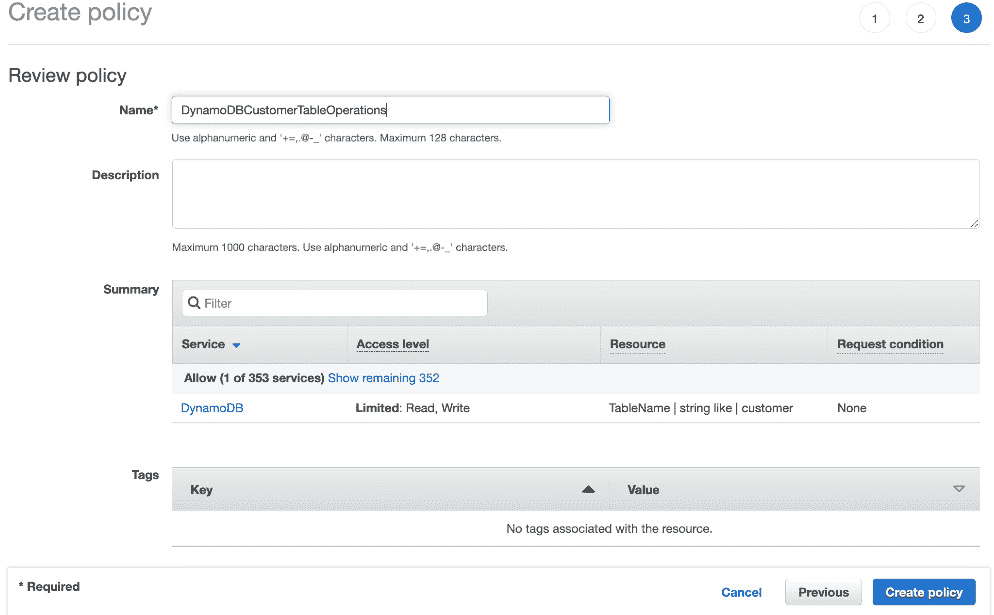 Create policy
1 2 3
Review policy
Name* DynamoDBCustomerTableOperations
Use alphanumeric and '+=,.@-_' characters. Maximum 128 characters.
Description
Maximum 1000 characters. Use alphanumeric and '+=,.@-_' characters.
Summary Filter
Service Access level Resource Request condition
Allow (1 of 353 services) Show remaining 352
DynamoDB Limited: Read, Write TableName | string like | customer None
Tags Key Value
No tags associated with the resource.
* Required Cancel Previous Create policy